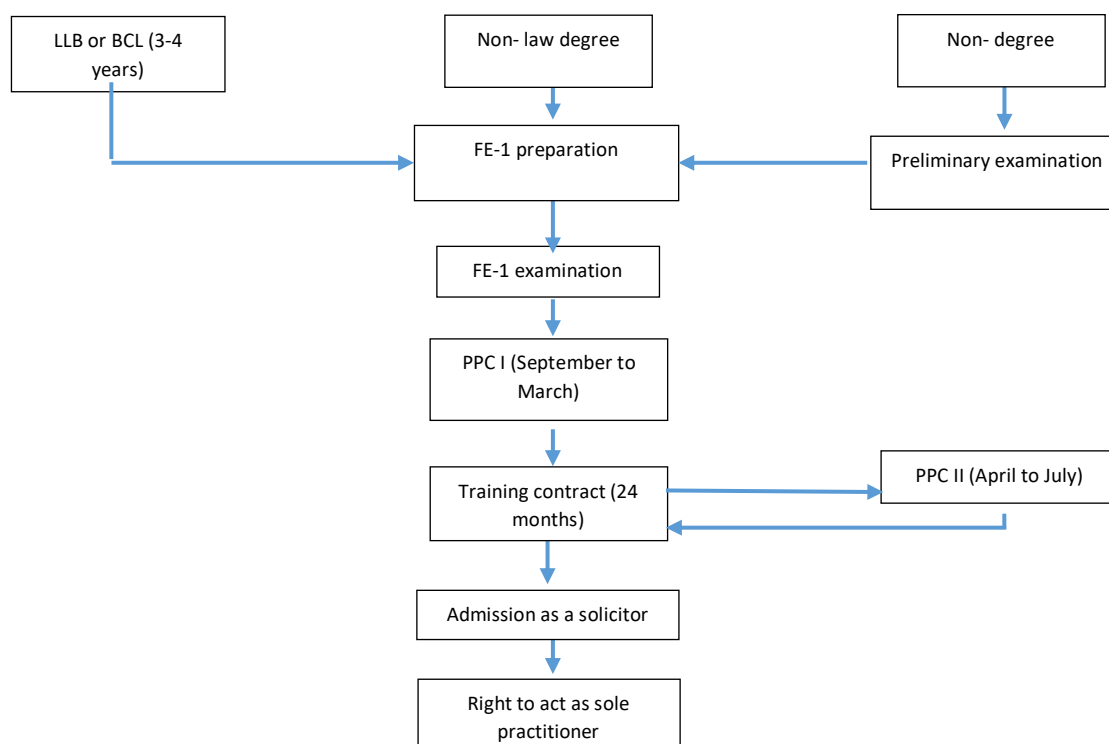 LLB or BCL (3-4
years)
Non- law degree
Non- degree
FE-1 preparation
Preliminary examination
FE-1 examination
PPC I (September to
March)
Training contract (24
months)
PPC II (April to July)
Admission as a solicitor
Right to act as sole
practitioner